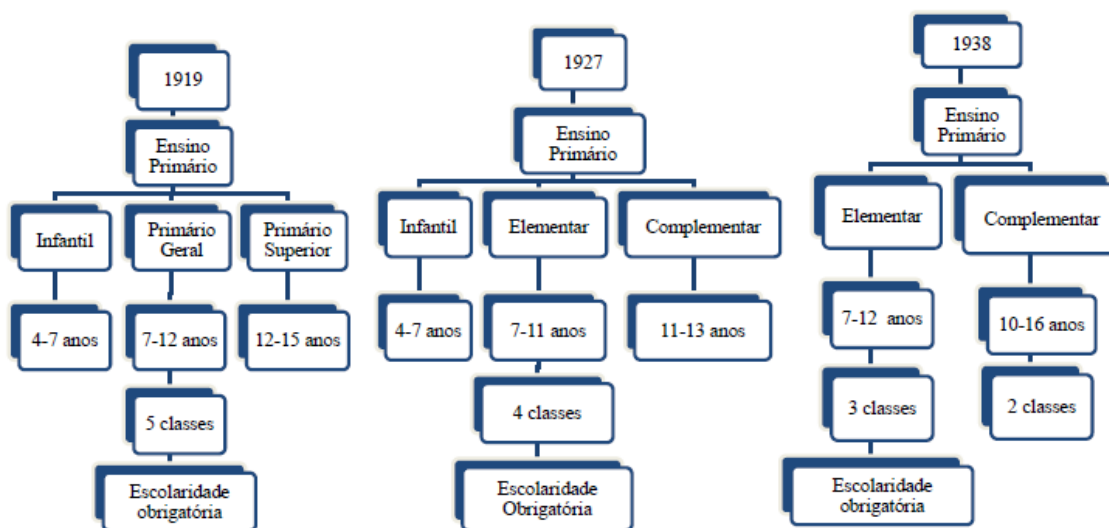 1919
Ensino
Primário
Infantil
Primário
Geral
Primário
Superior
4-7 anos
7-12 anos
12-15 anos
5 classes
Escolaridade
obrigatória
1927
Ensino
Primário
Infantil
Elementar
Complementar
4-7 anos
7-11 anos
11-13 anos
4 classes
Escolaridade
Obrigatória
1938
Ensino
Primário
Elementar
Complementar
7-12 anos
10-16 anos
3 classes
2 classes
Escolaridade
obrigatória